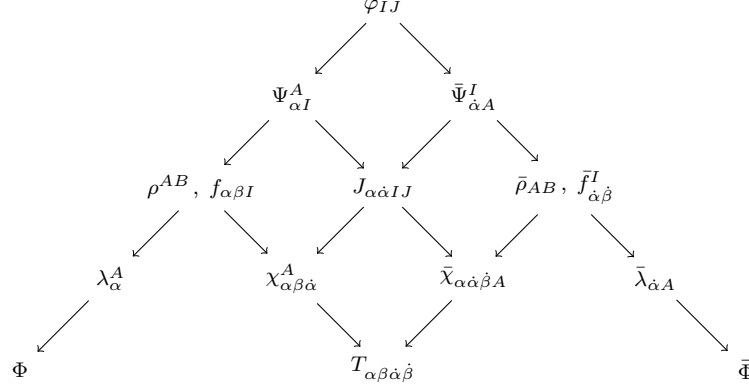 φ_{IJ}
Ψ^A_{αI} Ψ̄^I_{α̇A}
ρ^{AB} , f_{αβI} J_{αα̇IJ} ρ̄_{AB} , f̄^I_{α̇β̇}
λ^A_α χ^A_{αβα̇} χ̄_{αα̇β̇A} λ̄_{α̇A}
Φ T_{αβα̇β̇} Φ̄